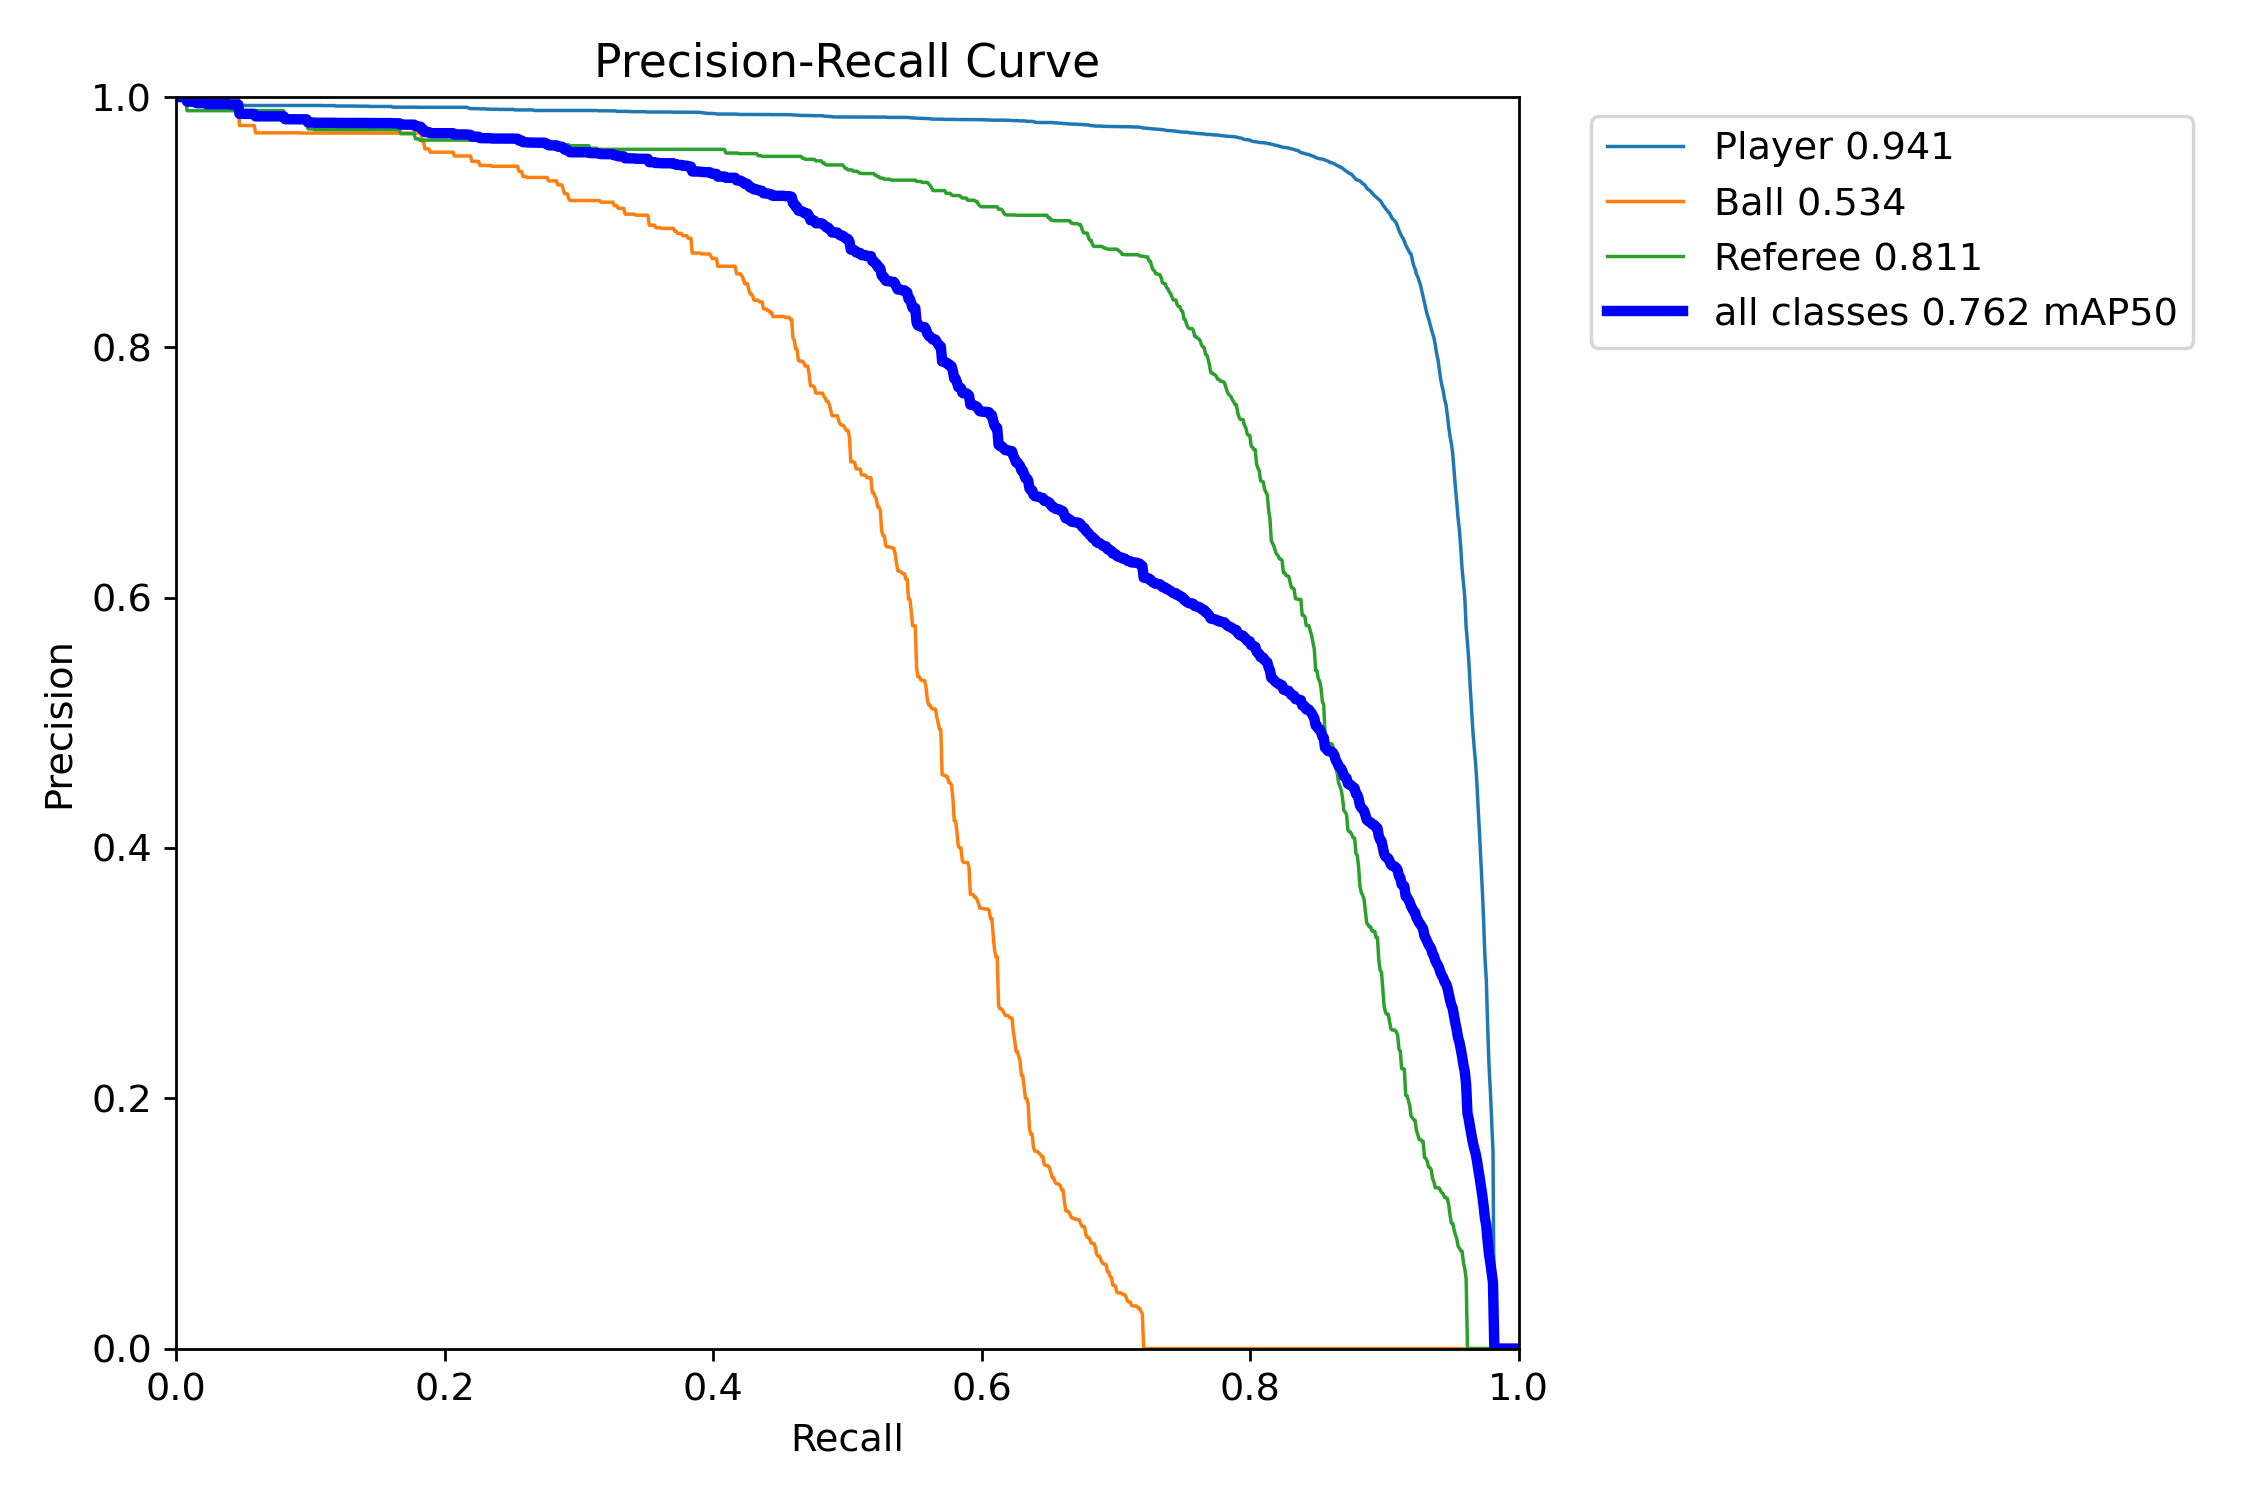 Precision-Recall Curve
1.0
0.8
0.6
0.4
0.2
0.0
Precision
0.0 0.2 0.4 0.6 0.8 1.0
Recall
Player 0.941
Ball 0.534
Referee 0.811
all classes 0.762 mAP50